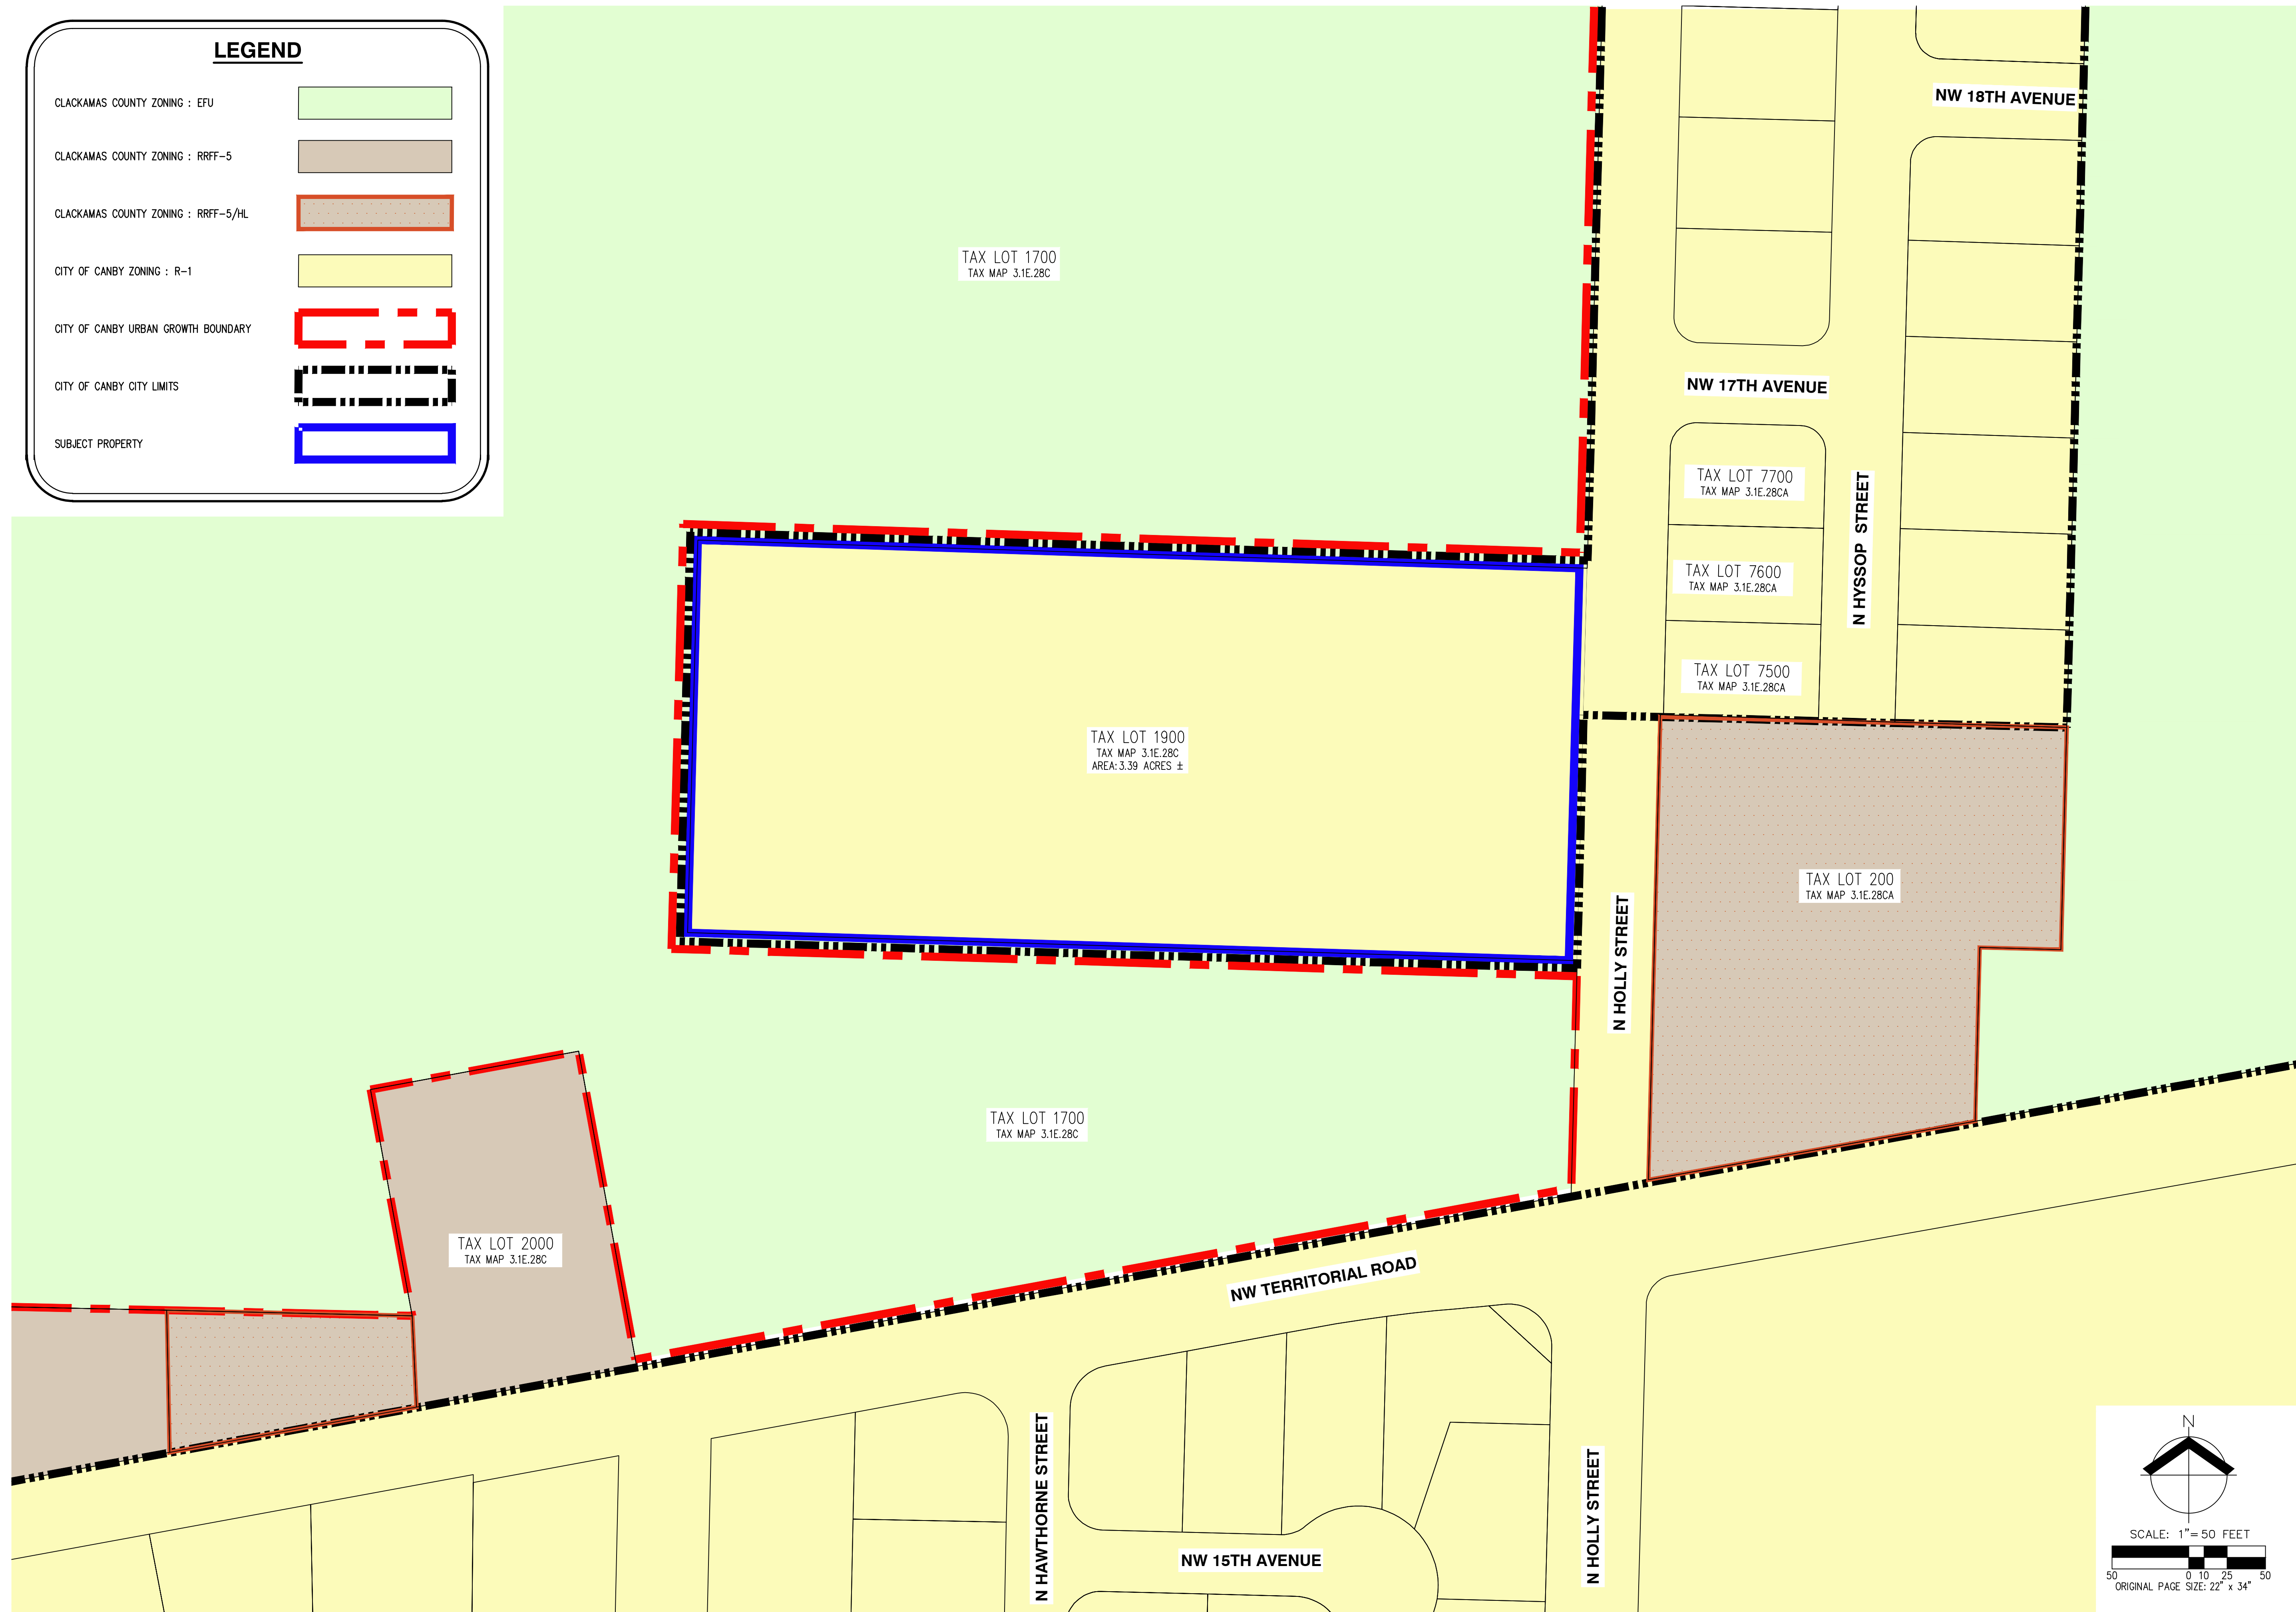 LEGEND
CLACKAMAS COUNTY ZONING : EFU
CLACKAMAS COUNTY ZONING : RRFF-5
CLACKAMAS COUNTY ZONING : RRFF-5/HL
CITY OF CANBY ZONING : R-1
CITY OF CANBY URBAN GROWTH BOUNDARY
CITY OF CANBY CITY LIMITS
SUBJECT PROPERTY
NW 18TH AVENUE
TAX LOT 1700
TAX MAP 3.1E.28C
NW 17TH AVENUE
TAX LOT 7700
TAX MAP 3.1E.28CA
N HYSSOP STREET
TAX LOT 7600
TAX MAP 3.1E.28CA
TAX LOT 7500
TAX MAP 3.1E.28CA
TAX LOT 1900
TAX MAP 3.1E.28C
AREA: 3.39 ACRES ±
TAX LOT 200
TAX MAP 3.1E.28CA
N HOLLY STREET
TAX LOT 1700
TAX MAP 3.1E.28C
TAX LOT 2000
TAX MAP 3.1E.28C
NW TERRITORIAL ROAD
N HAWTHORNE STREET
N HOLLY STREET
NW 15TH AVENUE
N
SCALE: 1"= 50 FEET
50 0 10 25 50
ORIGINAL PAGE SIZE: 22" x 34"